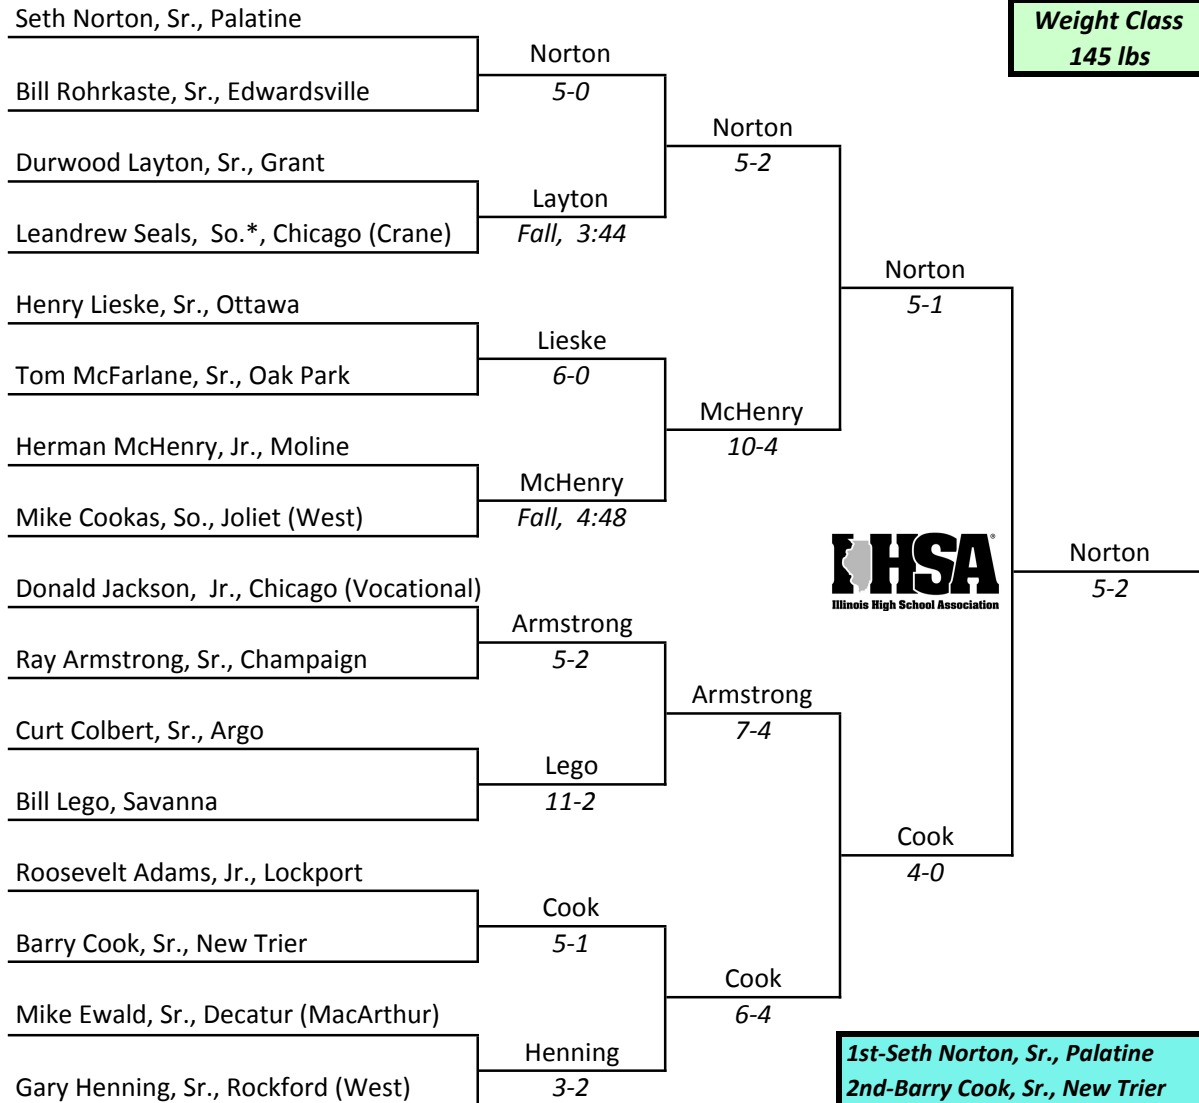 Seth Norton, Sr., Palatine
Weight Class
145 lbs
Norton
Bill Rohrkaste, Sr., Edwardsville
5-0
Norton
5-2
Durwood Layton, Sr., Grant
Layton
Leandrew Seals,  So.*, Chicago (Crane)
Fall,  3:44
Norton
5-1
Henry Lieske, Sr., Ottawa
Lieske
Tom McFarlane, Sr., Oak Park
6-0
McHenry
10-4
Herman McHenry, Jr., Moline
McHenry
Mike Cookas, So., Joliet (West)
Fall,  4:48
IHSA®
Illinois High School Association
Norton
5-2
Donald Jackson,  Jr., Chicago (Vocational)
Armstrong
Ray Armstrong, Sr., Champaign
5-2
Armstrong
7-4
Curt Colbert, Sr., Argo
Lego
Bill Lego, Savanna
11-2
Cook
4-0
Roosevelt Adams, Jr., Lockport
Cook
Barry Cook, Sr., New Trier
5-1
Cook
6-4
Mike Ewald, Sr., Decatur (MacArthur)
Henning
Gary Henning, Sr., Rockford (West)
3-2
1st-Seth Norton, Sr., Palatine
2nd-Barry Cook, Sr., New Trier